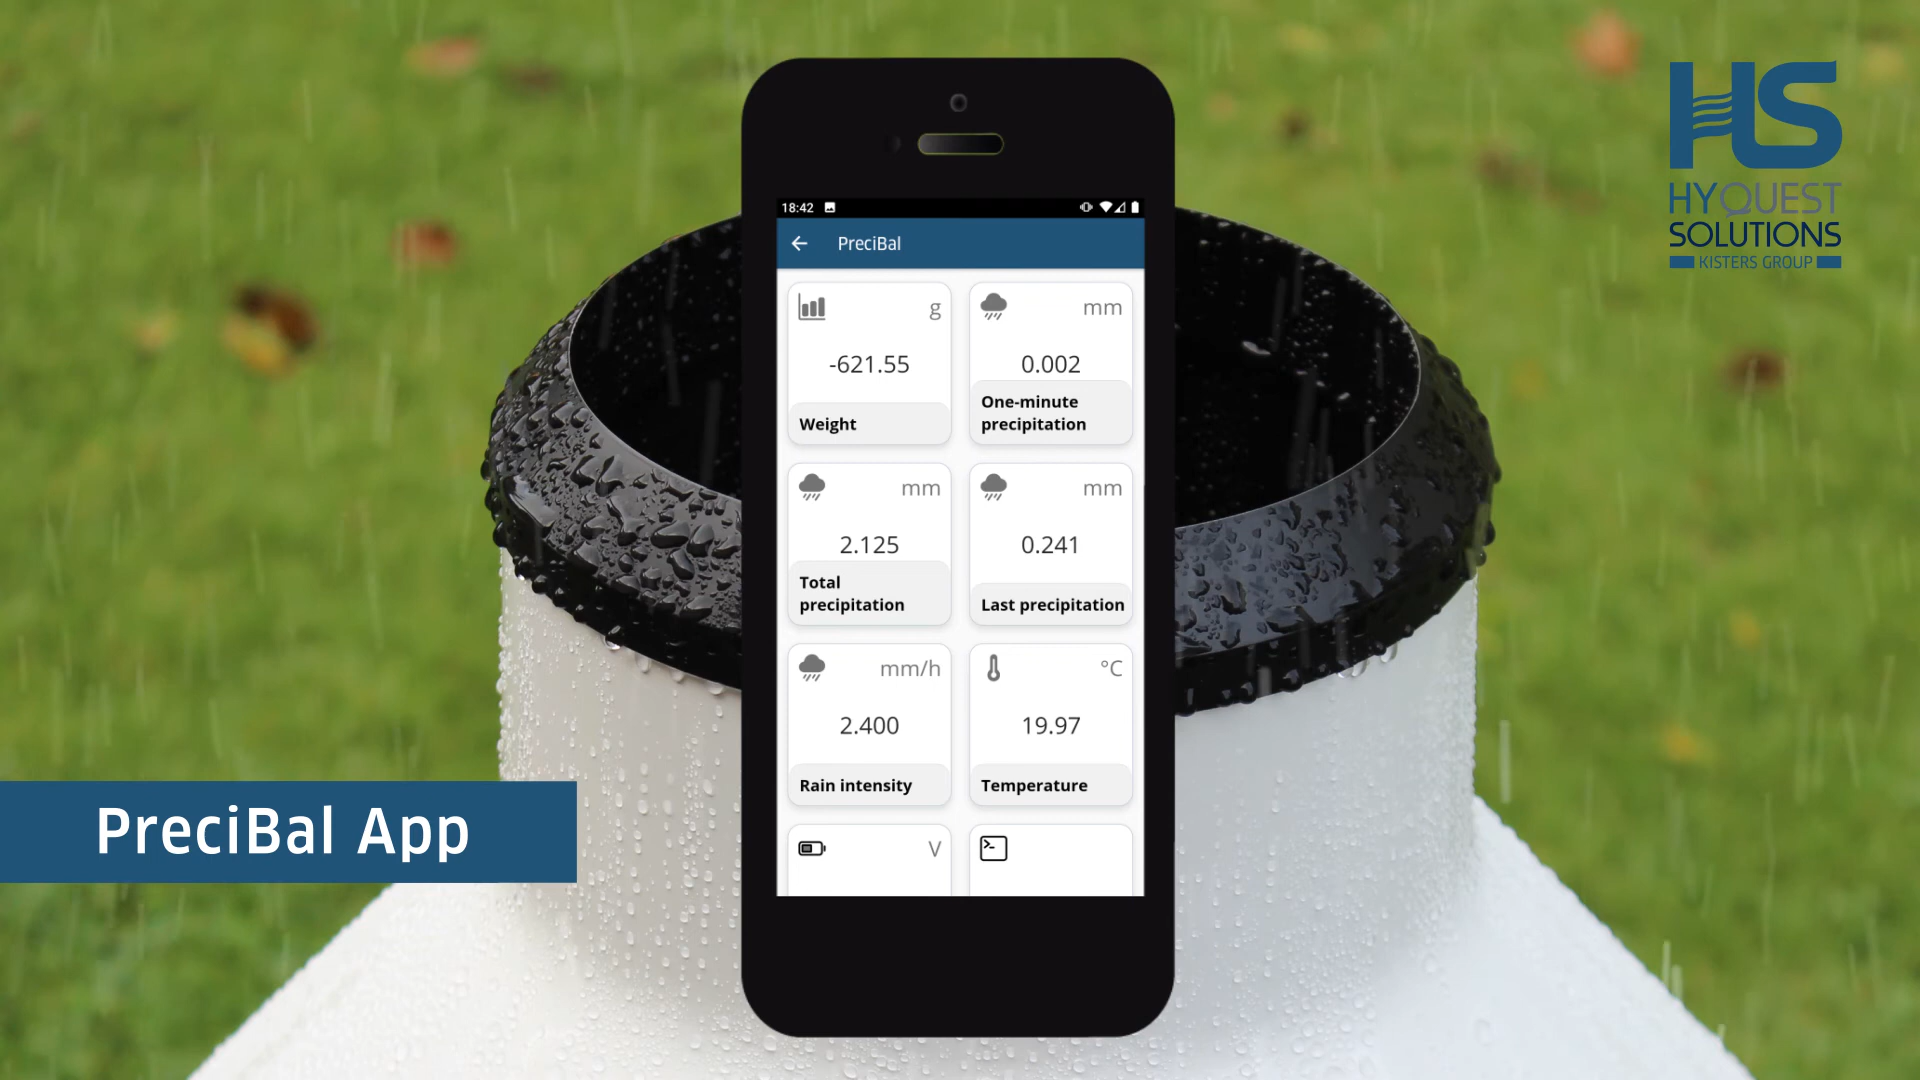 18:42
PreciBal
g
-621.55
Weight
mm
0.002
One-minute
precipitation
mm
2.125
Total
precipitation
mm
0.241
Last precipitation
mm/h
2.400
Rain intensity
°C
19.97
Temperature
V
HS
HYQUEST
SOLUTIONS
KISTERS GROUP
PreciBal App